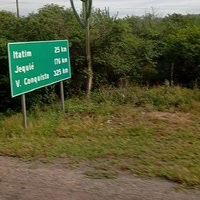 Itatim 25 km
Jequié 176 km
V. Conquista 325 km